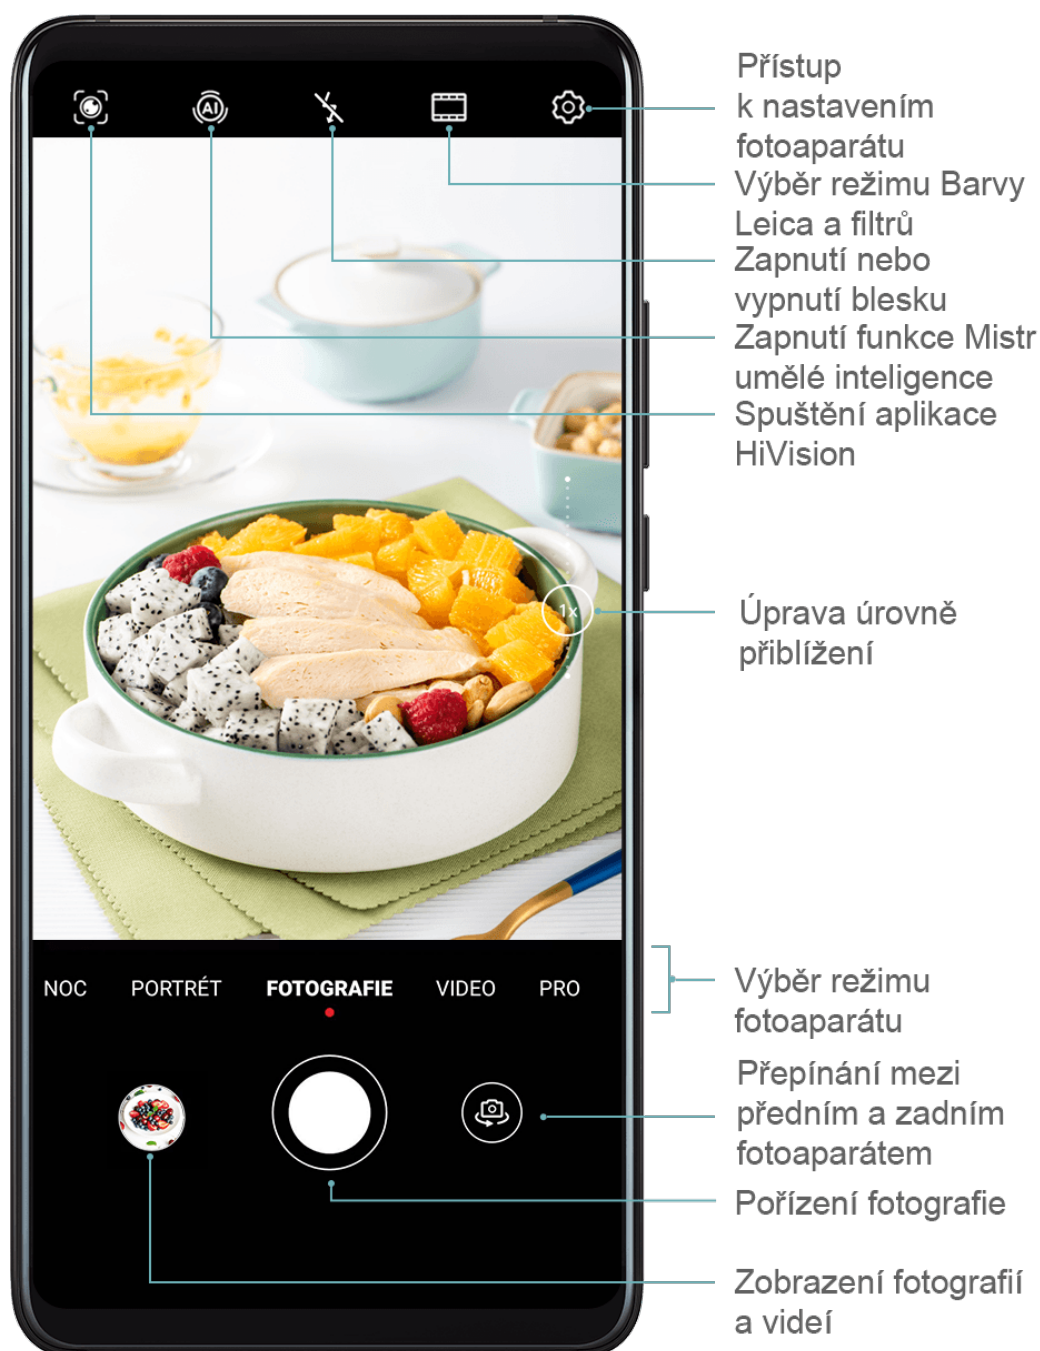 Přístup
k nastavením
fotoaparátu
Výběr režimu Barvy
Leica a filtrů
Zapnutí nebo
vypnutí blesku
Zapnutí funkce Mistr
umělé inteligence
Spuštění aplikace
HiVision
AI
1x
Úprava úrovně
přiblížení
NOC PORTRÉT FOTOGRAFIE VIDEO PRO
Výběr režimu
fotoaparátu
Přepínání mezi
předním a zadním
fotoaparátem
Pořízení fotografie
Zobrazení fotografií
a videí